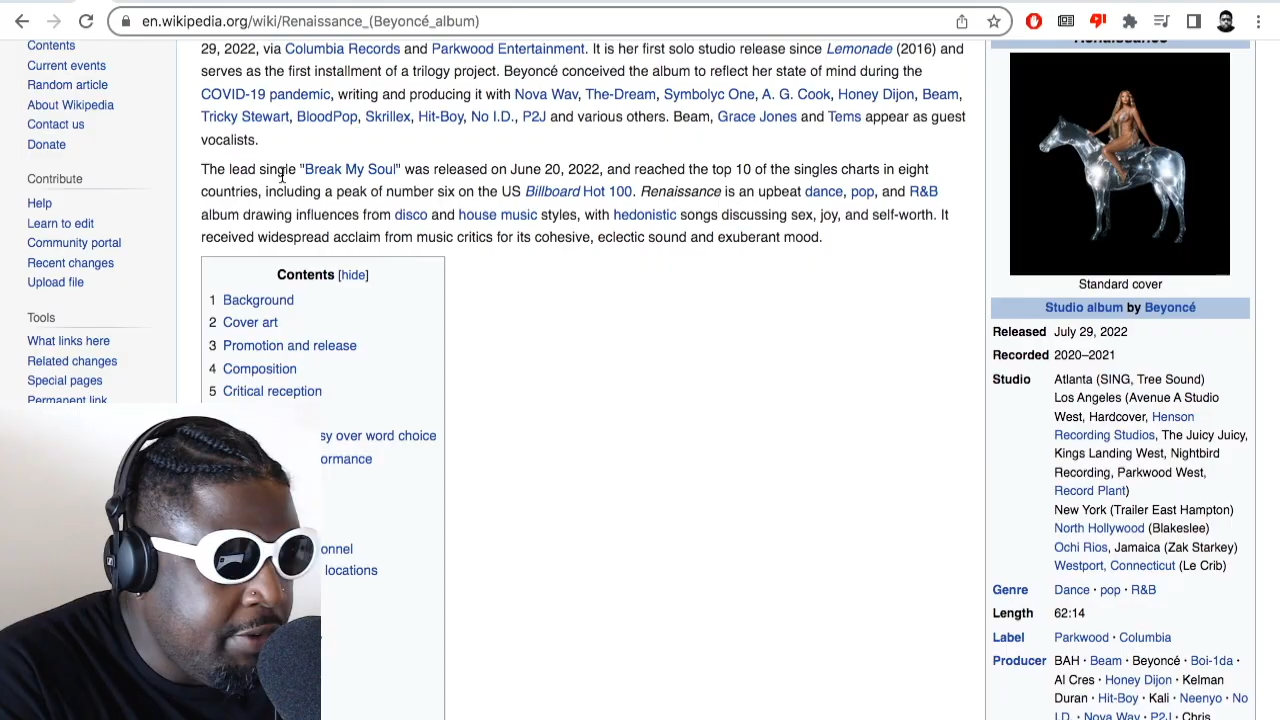 en.wikipedia.org/wiki/Renaissance_(Beyoncé_album)
Contents
Current events
Random article
About Wikipedia
Contact us
Donate
Contribute
Help
Learn to edit
Community portal
Recent changes
Upload file
Tools
What links here
Related changes
Special pages
Permanent link
29, 2022, via Columbia Records and Parkwood Entertainment. It is her first solo studio release since Lemonade (2016) and
serves as the first installment of a trilogy project. Beyoncé conceived the album to reflect her state of mind during the
COVID-19 pandemic, writing and producing it with Nova Wav, The-Dream, Symbolyc One, A. G. Cook, Honey Dijon, Beam,
Tricky Stewart, BloodPop, Skrillex, Hit-Boy, No I.D., P2J and various others. Beam, Grace Jones and Tems appear as guest
vocalists.
The lead single "Break My Soul" was released on June 20, 2022, and reached the top 10 of the singles charts in eight
countries, including a peak of number six on the US Billboard Hot 100. Renaissance is an upbeat dance, pop, and R&B
album drawing influences from disco and house music styles, with hedonistic songs discussing sex, joy, and self-worth. It
received widespread acclaim from music critics for its cohesive, eclectic sound and exuberant mood.
Contents [hide]
1 Background
2 Cover art
3 Promotion and release
4 Composition
5 Critical reception
sy over word choice
ormance
onnel
locations
Renaissance
Standard cover
Studio album by Beyoncé
Released July 29, 2022
Recorded 2020–2021
Studio Atlanta (SING, Tree Sound)
Los Angeles (Avenue A Studio
West, Hardcover, Henson
Recording Studios, The Juicy Juicy,
Kings Landing West, Nightbird
Recording, Parkwood West,
Record Plant)
New York (Trailer East Hampton)
North Hollywood (Blakeslee)
Ochi Rios, Jamaica (Zak Starkey)
Westport, Connecticut (Le Crib)
Genre Dance · pop · R&B
Length 62:14
Label Parkwood · Columbia
Producer BAH · Beam · Beyoncé · Boi-1da ·
Al Cres · Honey Dijon · Kelman
Duran · Hit-Boy · Kali · Neenyo · No
I.D. · Nova Wav · P2J · Chris